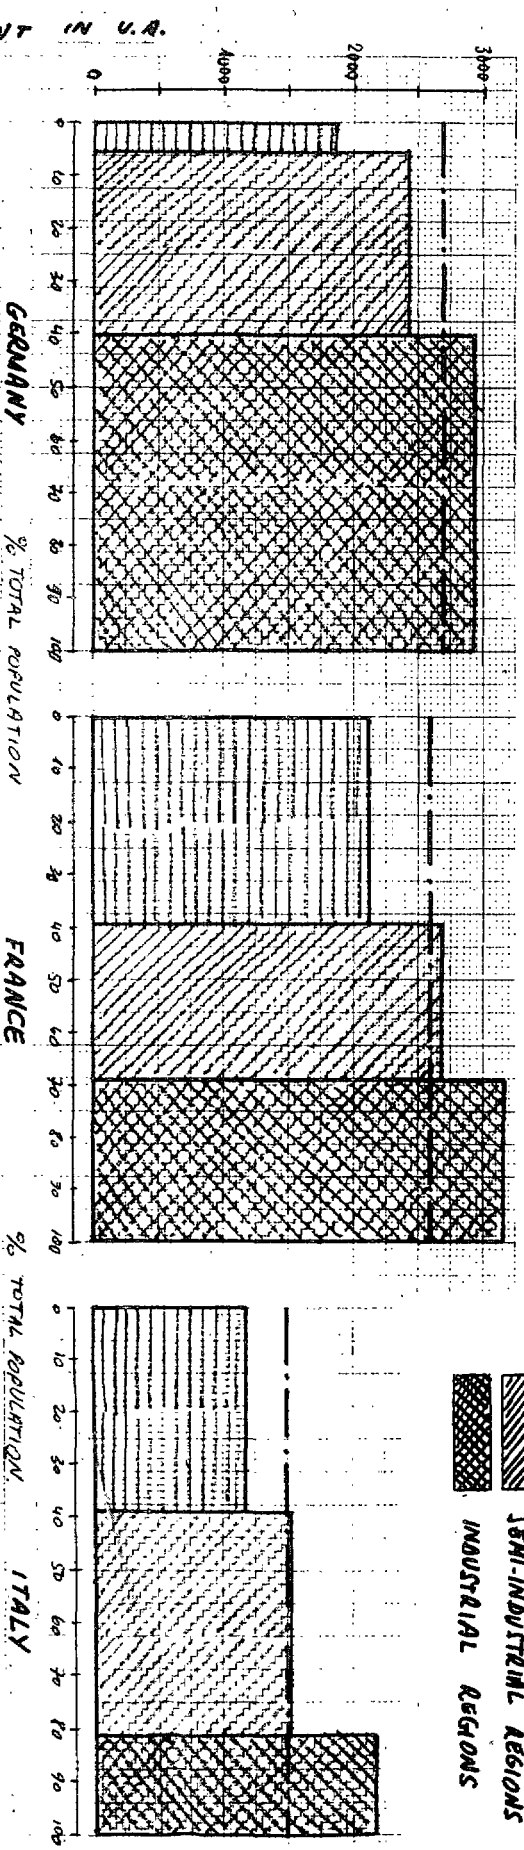 SEMI-INDUSTRIAL REGIONS
INDUSTRIAL REGIONS
IN U.A.
3000
2000
1000
0
0 10 20 30 40 50 60 70 80 90 100
GERMANY % TOTAL POPULATION
0 10 20 30 40 50 60 70 80 90 100
FRANCE % TOTAL POPULATION
0 10 20 30 40 50 60 70 80 90 100
ITALY